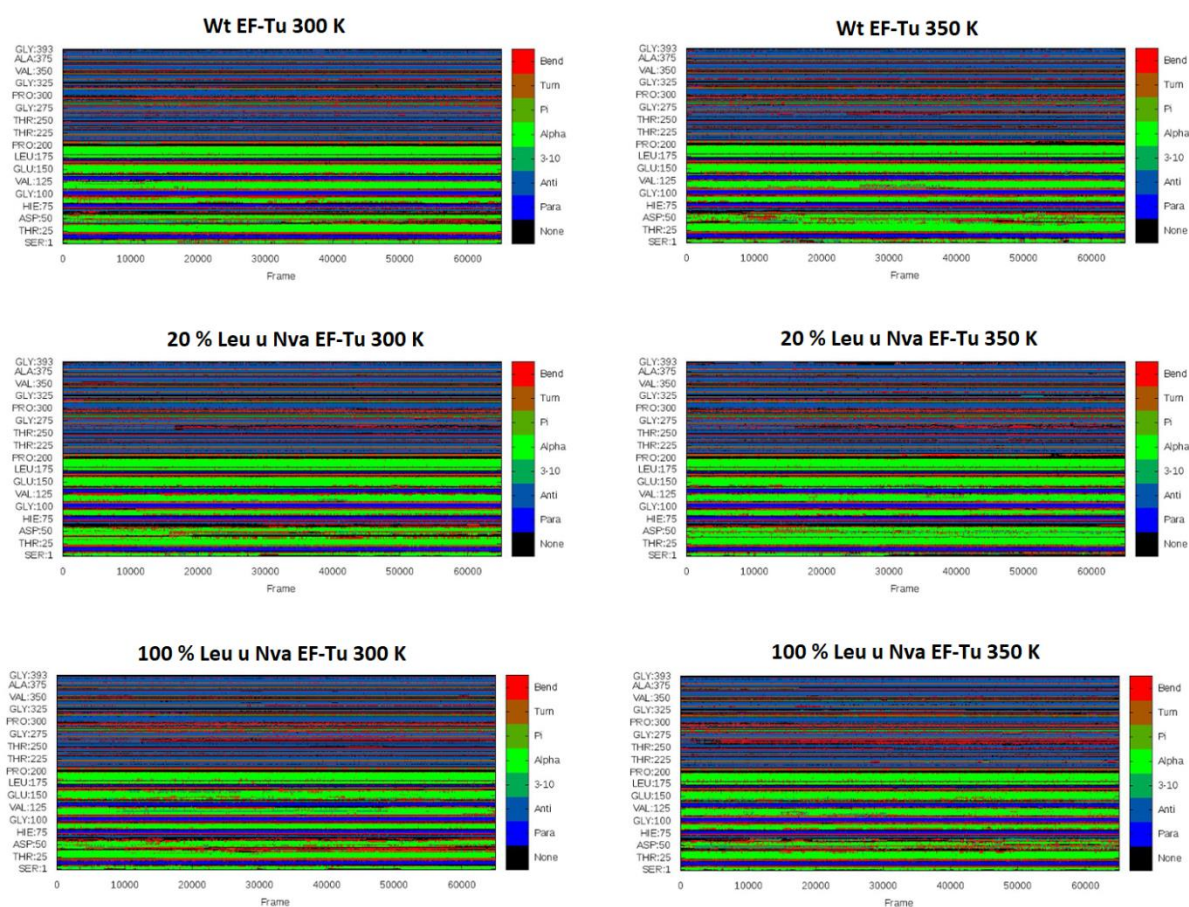 Wt EF-Tu 300 K
GLY:393
ALA:375
VAL:350
GLY:325
PRO:300
GLY:275
THR:250
THR:225
PRO:200
LEU:175
GLU:150
VAL:125
GLY:100
HIE:75
ASP:50
THR:25
SER:1
0 10000 20000 30000 40000 50000 60000
Frame
Bend
Turn
Pi
Alpha
3-10
Anti
Para
None
Wt EF-Tu 350 K
GLY:393
ALA:375
VAL:350
GLY:325
PRO:300
GLY:275
THR:250
THR:225
PRO:200
LEU:175
GLU:150
VAL:125
GLY:100
HIE:75
ASP:50
THR:25
SER:1
0 10000 20000 30000 40000 50000 60000
Frame
Bend
Turn
Pi
Alpha
3-10
Anti
Para
None
20 % Leu u Nva EF-Tu 300 K
GLY:393
ALA:375
VAL:350
GLY:325
PRO:300
GLY:275
THR:250
THR:225
PRO:200
LEU:175
GLU:150
VAL:125
GLY:100
HIE:75
ASP:50
THR:25
SER:1
0 10000 20000 30000 40000 50000 60000
Frame
Bend
Turn
Pi
Alpha
3-10
Anti
Para
None
20 % Leu u Nva EF-Tu 350 K
GLY:393
ALA:375
VAL:350
GLY:325
PRO:300
GLY:275
THR:250
THR:225
PRO:200
LEU:175
GLU:150
VAL:125
GLY:100
HIE:75
ASP:50
THR:25
SER:1
0 10000 20000 30000 40000 50000 60000
Frame
Bend
Turn
Pi
Alpha
3-10
Anti
Para
None
100 % Leu u Nva EF-Tu 300 K
GLY:393
ALA:375
VAL:350
GLY:325
PRO:300
GLY:275
THR:250
THR:225
PRO:200
LEU:175
GLU:150
VAL:125
GLY:100
HIE:75
ASP:50
THR:25
SER:1
0 10000 20000 30000 40000 50000 60000
Frame
Bend
Turn
Pi
Alpha
3-10
Anti
Para
None
100 % Leu u Nva EF-Tu 350 K
GLY:393
ALA:375
VAL:350
GLY:325
PRO:300
GLY:275
THR:250
THR:225
PRO:200
LEU:175
GLU:150
VAL:125
GLY:100
HIE:75
ASP:50
THR:25
SER:1
0 10000 20000 30000 40000 50000 60000
Frame
Bend
Turn
Pi
Alpha
3-10
Anti
Para
None